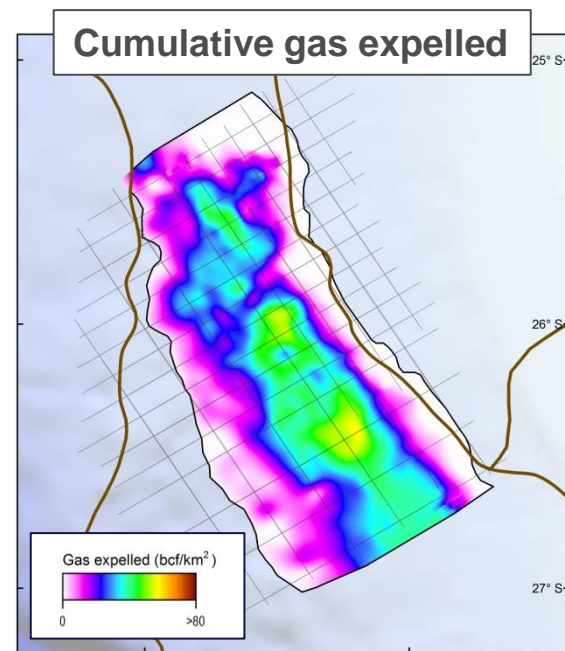 Cumulative gas expelled
25° S
26° S
Gas expelled (bcf/km²)
0 >80
27° S